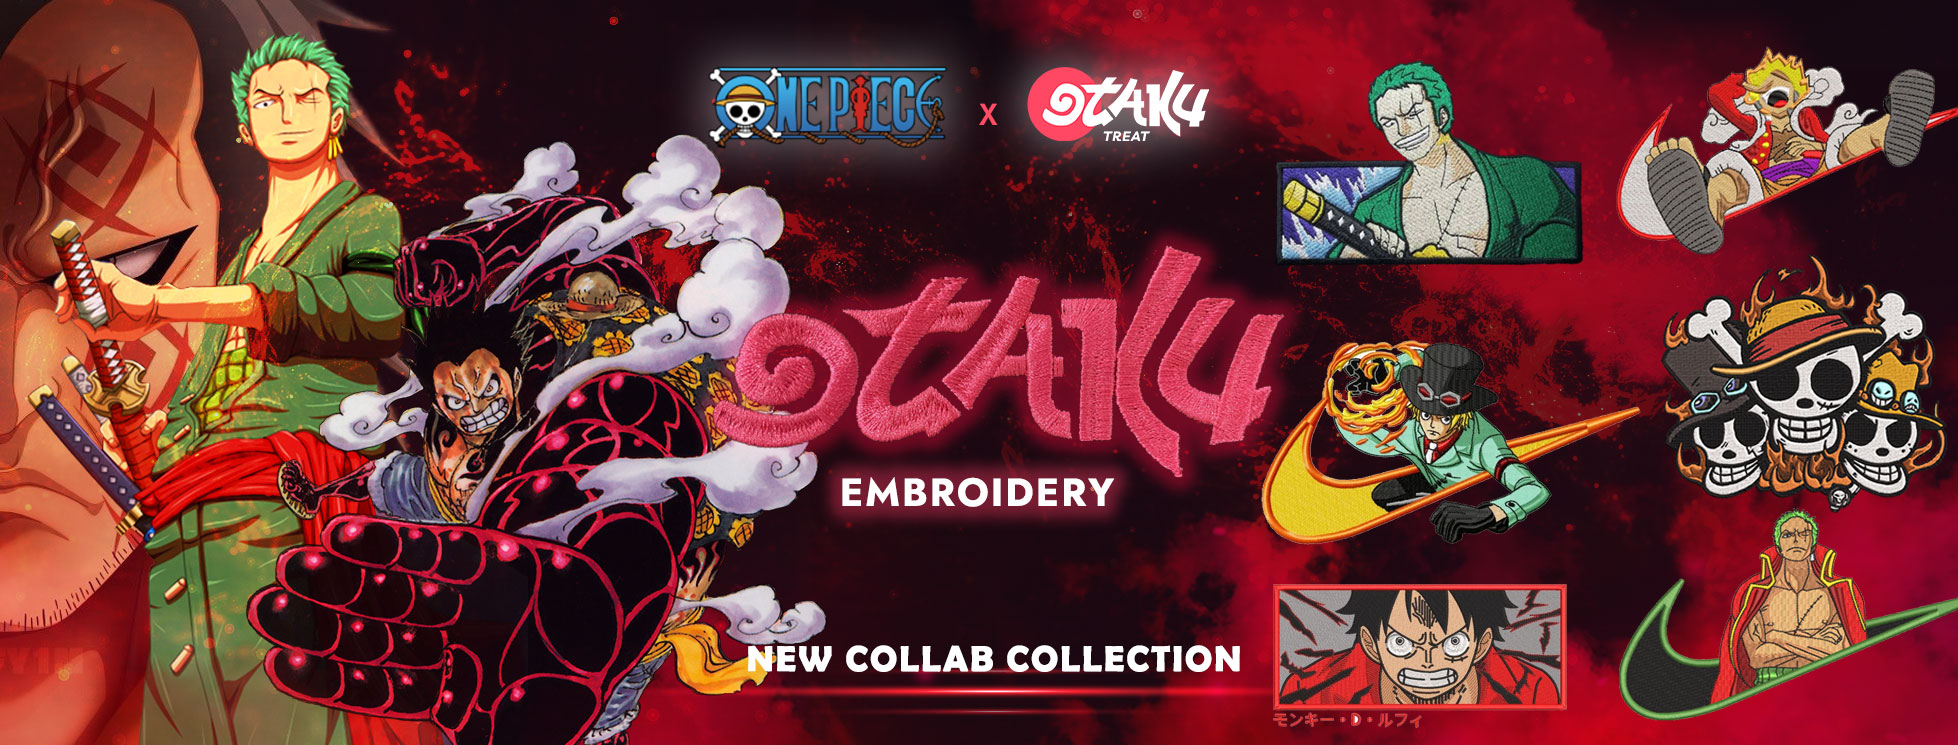 ONE PIECE
X
OTAKU
TREAT
OTAKU
EMBROIDERY
NEW COLLAB COLLECTION
モンキー・D・ルフィ